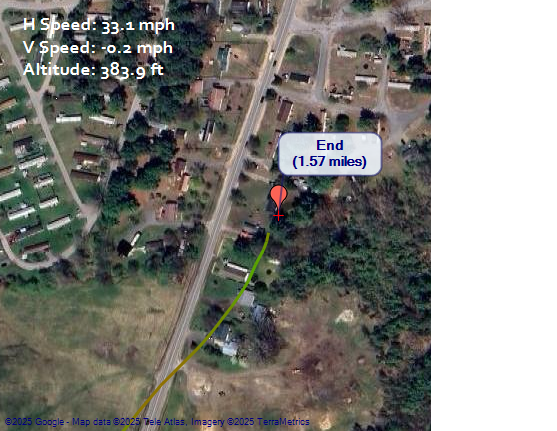 H Speed: 33.1 mph
V Speed: -0.2 mph
Altitude: 383.9 ft
End
(1.57 miles)
©2025 Google - Map data ©2025 Tele Atlas, Imagery ©2025 TerraMetrics